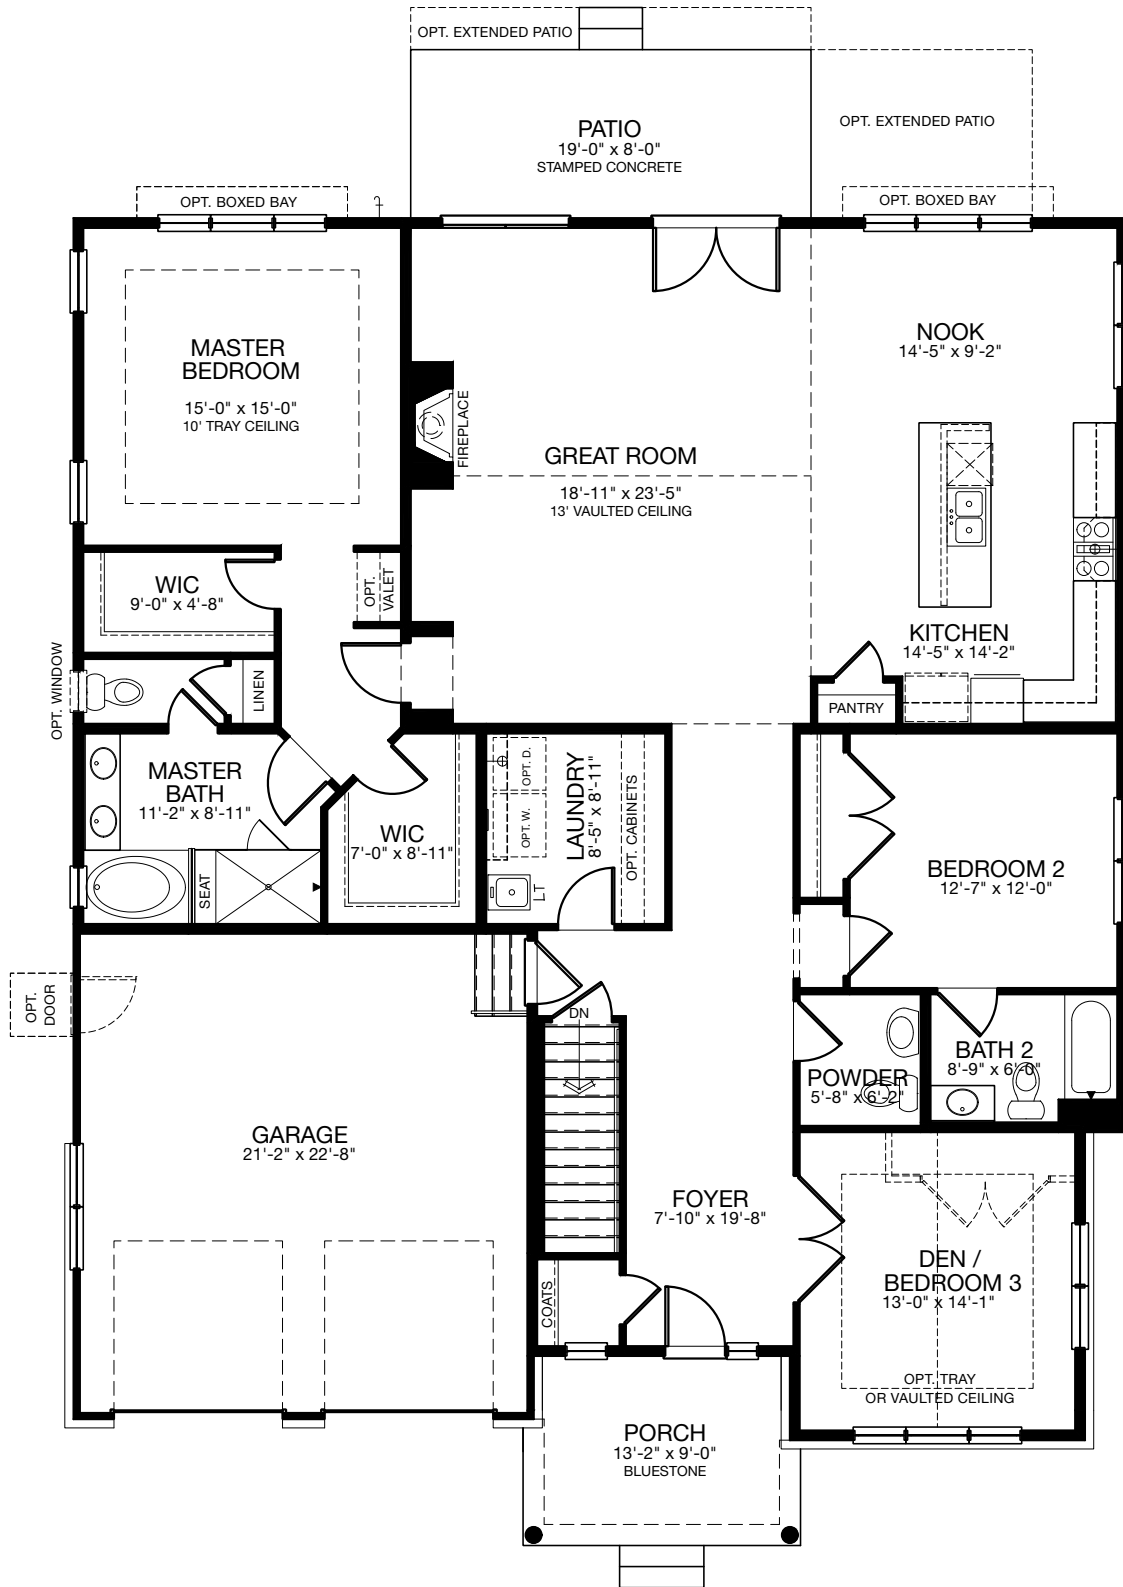 OPT. EXTENDED PATIO
OPT. EXTENDED PATIO
PATIO
19'-0" x 8'-0"
STAMPED CONCRETE
OPT. BOXED BAY
OPT. BOXED BAY
MASTER
BEDROOM
15'-0" x 15'-0"
10' TRAY CEILING
FIREPLACE
GREAT ROOM
18'-11" x 23'-5"
13' VAULTED CEILING
NOOK
14'-5" x 9'-2"
WIC
9'-0" x 4'-8"
OPT.
VALET
KITCHEN
14'-5" x 14'-2"
PANTRY
OPT. WINDOW
LINEN
MASTER
BATH
11'-2" x 8'-11"
SEAT
WIC
7'-0" x 8'-11"
OPT. D.
OPT. W.
LAUNDRY
8'-5" x 8'-11"
OPT. CABINETS
LT
BEDROOM 2
12'-7" x 12'-0"
OPT.
DOOR
DN
POWDER
5'-8" x 6'-2"
BATH 2
8'-9" x 6'-0"
GARAGE
21'-2" x 22'-8"
FOYER
7'-10" x 19'-8"
COATS
DEN /
BEDROOM 3
13'-0" x 14'-1"
OPT. TRAY
OR VAULTED CEILING
PORCH
13'-2" x 9'-0"
BLUESTONE